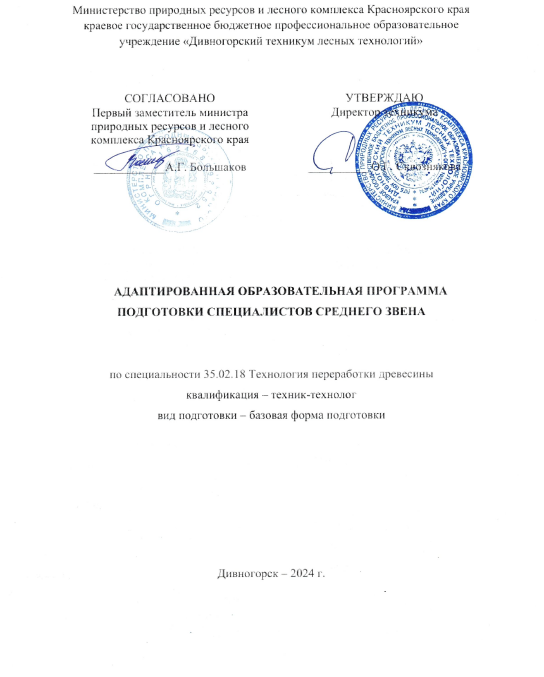 Министерство природных ресурсов и лесного комплекса Красноярского края
краевое государственное бюджетное профессиональное образовательное
учреждение «Дивногорский техникум лесных технологий»
СОГЛАСОВАНО
Первый заместитель министра
природных ресурсов и лесного
комплекса Красноярского края
А.Г. Большаков
УТВЕРЖДАЮ
Директор техникума
АДАПТИРОВАННАЯ ОБРАЗОВАТЕЛЬНАЯ ПРОГРАММА
ПОДГОТОВКИ СПЕЦИАЛИСТОВ СРЕДНЕГО ЗВЕНА
по специальности 35.02.18 Технология переработки древесины
квалификация – техник-технолог
вид подготовки – базовая форма подготовки
Дивногорск – 2024 г.